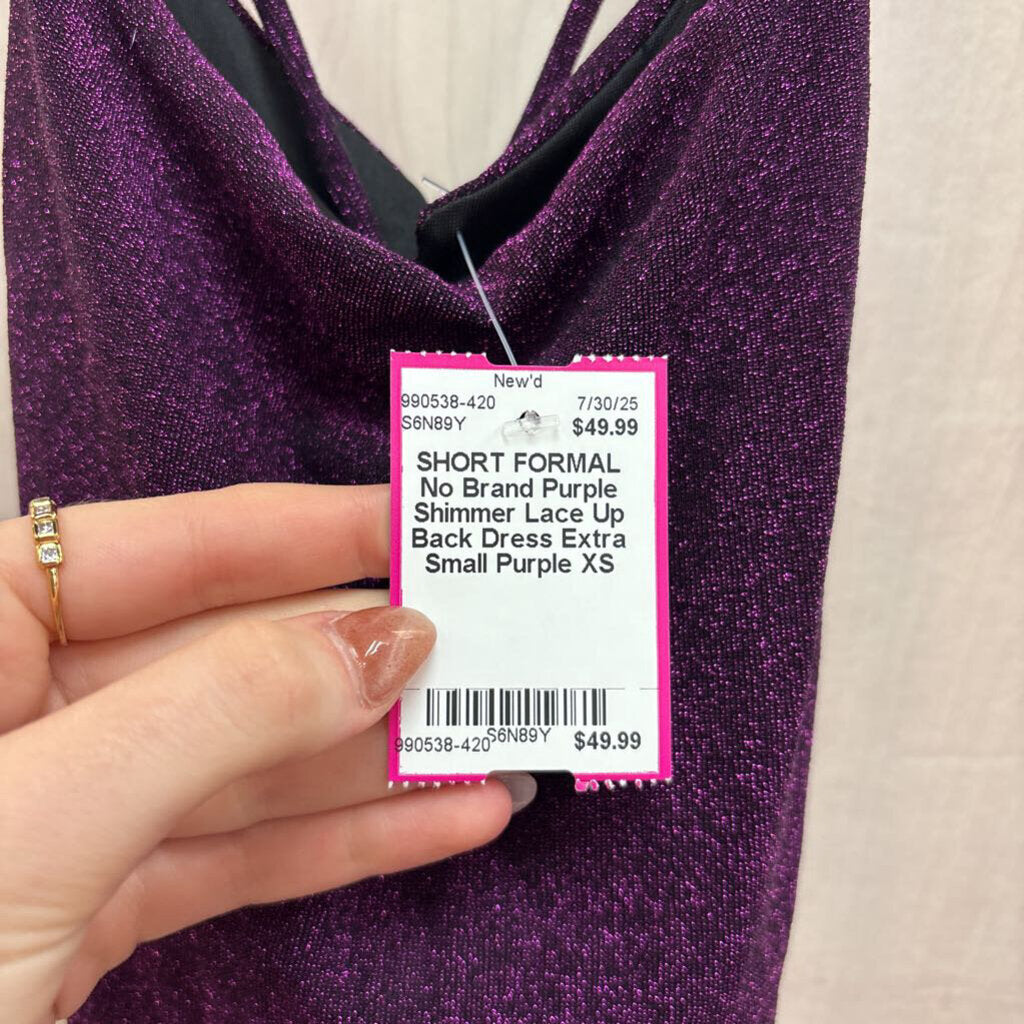 New'd
990538-420 7/30/25
S6N89Y $49.99
SHORT FORMAL
No Brand Purple
Shimmer Lace Up
Back Dress Extra
Small Purple XS
990538-420 S6N89Y $49.99